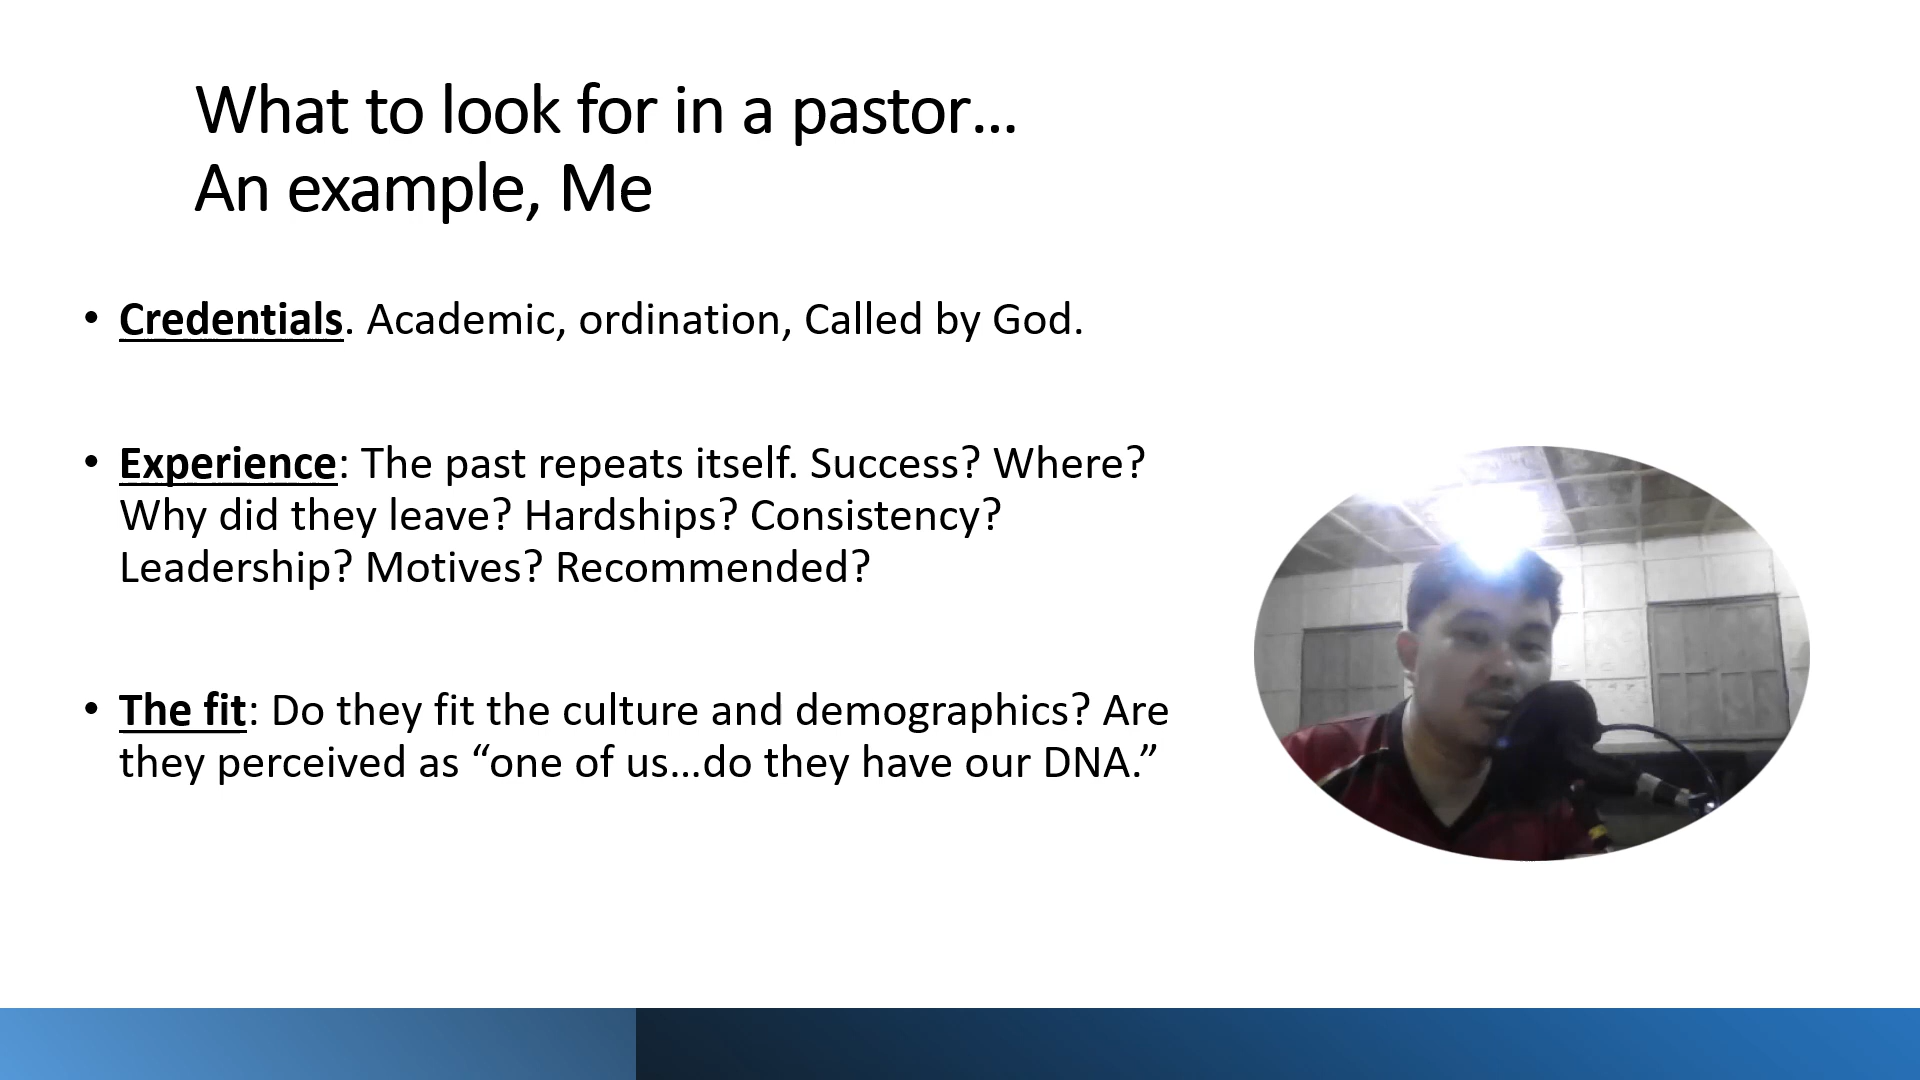 What to look for in a pastor…
An example, Me
• Credentials. Academic, ordination, Called by God.
• Experience: The past repeats itself. Success? Where?
Why did they leave? Hardships? Consistency?
Leadership? Motives? Recommended?
• The fit: Do they fit the culture and demographics? Are
they perceived as “one of us…do they have our DNA.”